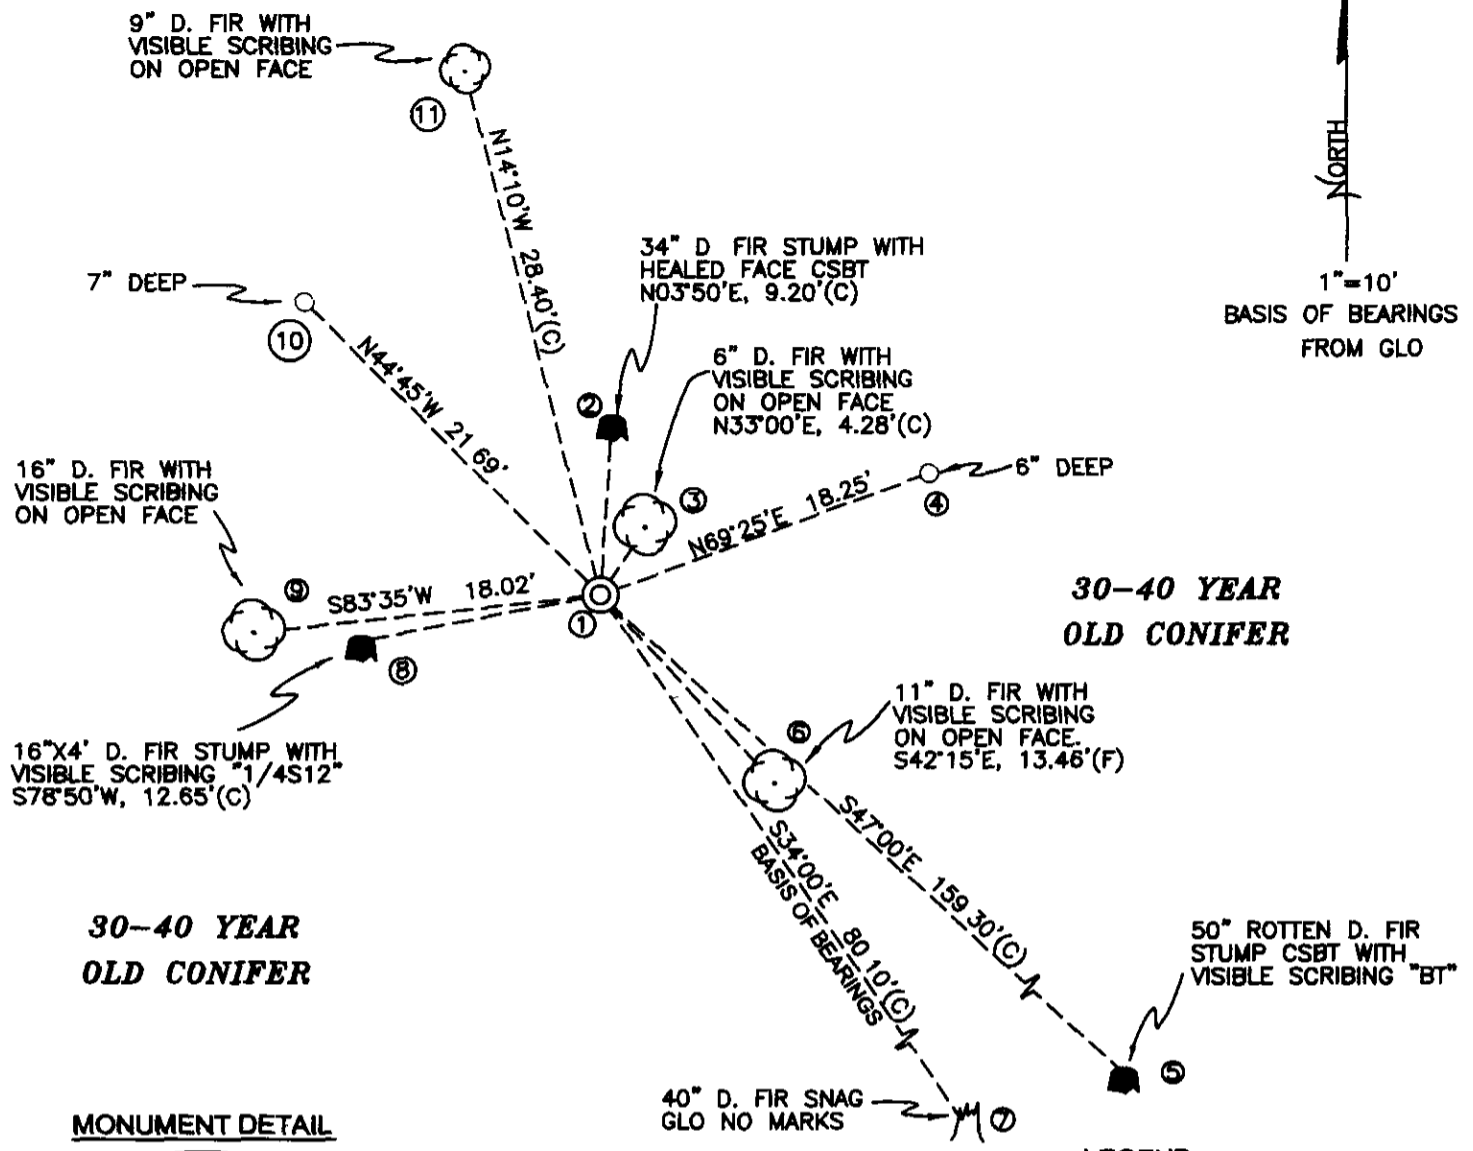 9" D. FIR WITH
VISIBLE SCRIBING
ON OPEN FACE
11
N14°10'W 28.40'(C)
NORTH
1"=10'
BASIS OF BEARINGS
FROM GLO
7" DEEP
10
N44°45'W 21 69'
34" D FIR STUMP WITH
HEALED FACE CSBT
N03°50'E, 9.20'(C)
2
6" D. FIR WITH
VISIBLE SCRIBING
ON OPEN FACE
N33°00'E, 4.28'(C)
3
N69°25'E 18.25'
6" DEEP
4
16" D. FIR WITH
VISIBLE SCRIBING
ON OPEN FACE
9
S83°35'W 18.02'
1
8
16"X4' D. FIR STUMP WITH
VISIBLE SCRIBING "1/4S12"
S78°50'W, 12.65'(C)
30-40 YEAR
OLD CONIFER
6
11" D. FIR WITH
VISIBLE SCRIBING
ON OPEN FACE.
S42°15'E, 13.46'(F)
S47°00'E 159 30'(C)
S34°00'E 80 10'(C)
BASIS OF BEARINGS
30-40 YEAR
OLD CONIFER
50" ROTTEN D. FIR
STUMP CSBT WITH
VISIBLE SCRIBING "BT"
5
40" D. FIR SNAG
GLO NO MARKS
7
MONUMENT DETAIL